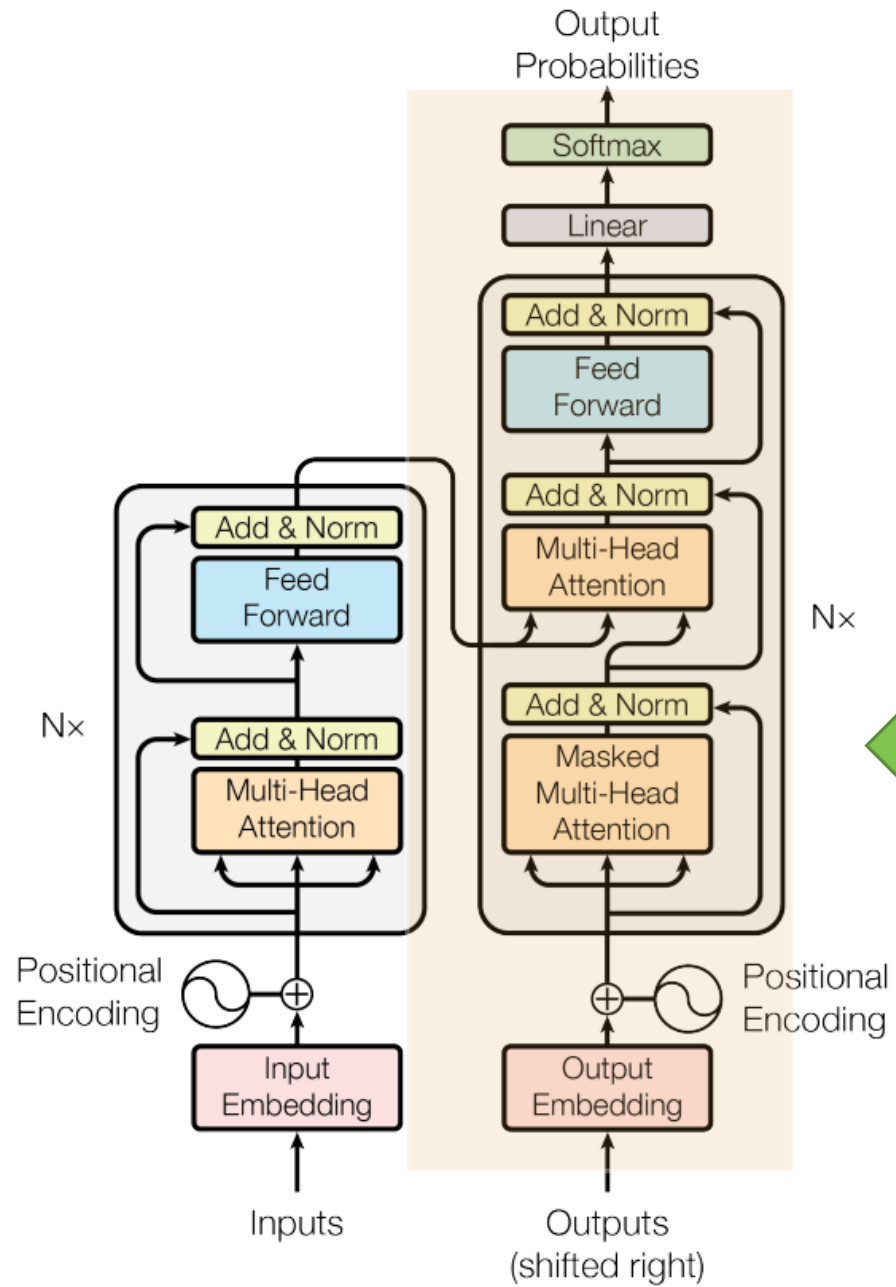 Output
Probabilities
Softmax
Linear
Add & Norm
Feed
Forward
Add & Norm
Multi-Head
Attention
Add & Norm
Masked
Multi-Head
Attention
Nx
Add & Norm
Feed
Forward
Add & Norm
Multi-Head
Attention
Nx
Positional
Encoding
Positional
Encoding
Input
Embedding
Output
Embedding
Inputs
Outputs
(shifted right)